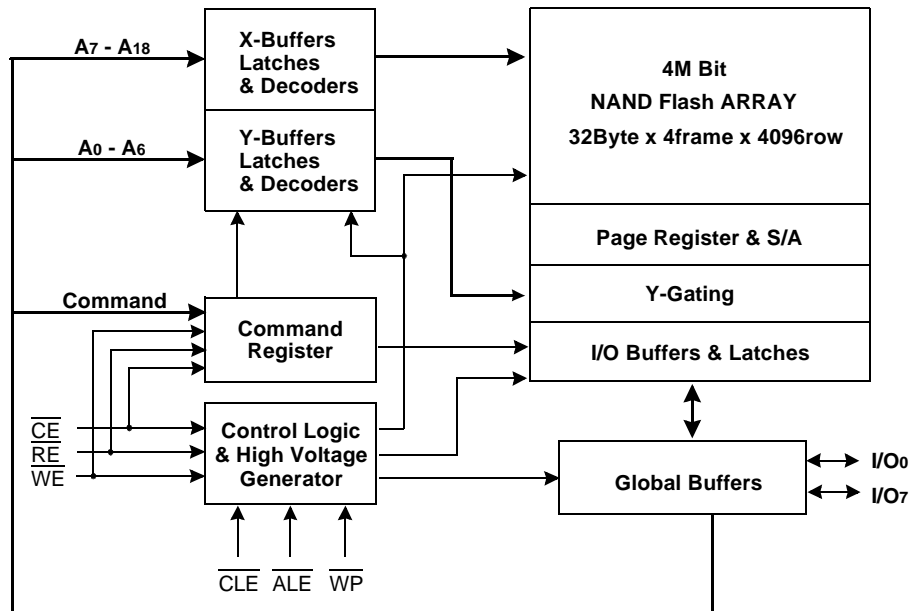 A7 - A18
X-Buffers
Latches
& Decoders
4M Bit
NAND Flash ARRAY
32Byte x 4frame x 4096row
A0 - A6
Y-Buffers
Latches
& Decoders
Page Register & S/A
Y-Gating
Command
Command
Register
I/O Buffers & Latches
CE
RE
WE
Control Logic
& High Voltage
Generator
Global Buffers
I/O0
I/O7
CLE
ALE
WP